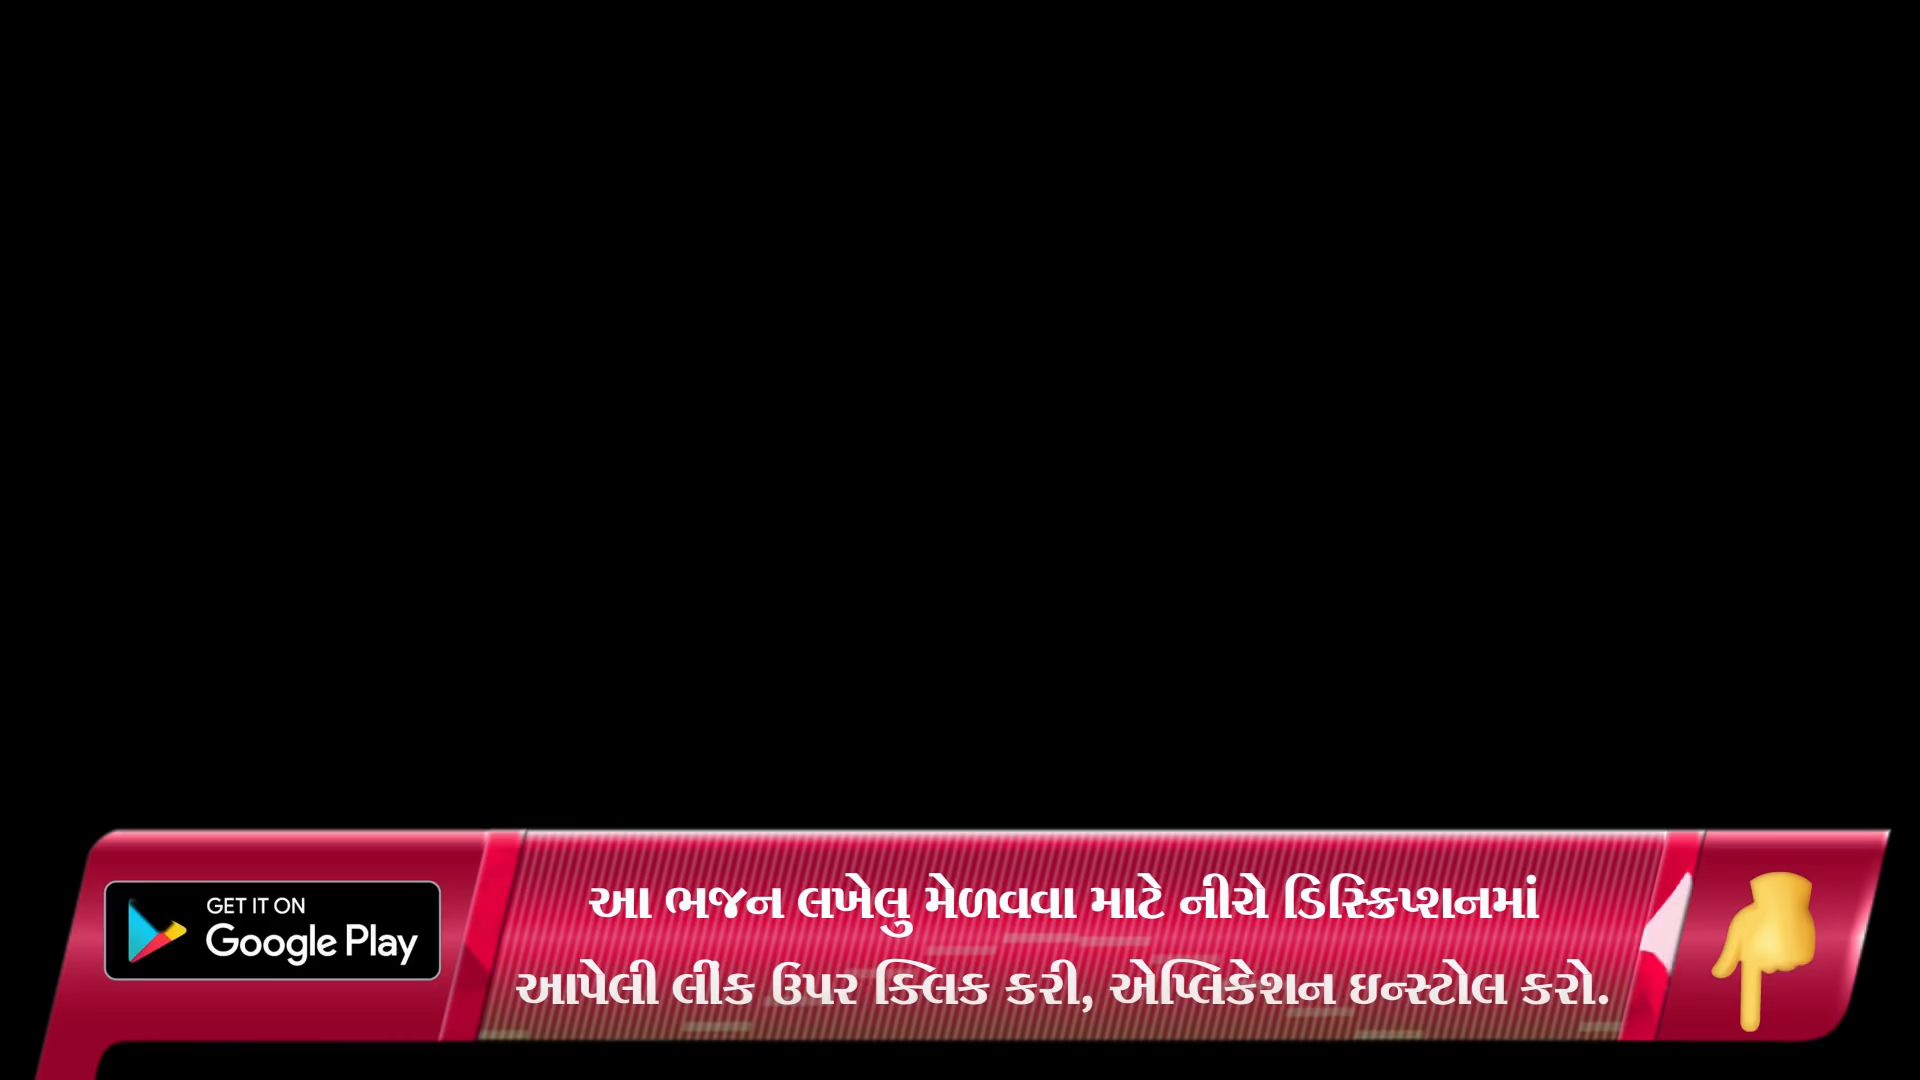 GET IT ON
Google Play
આ ભજન લખેલુ મેળવવા માટે નીચે ડિસ્ક્રિપ્શનમાં
આપેલી લીંક ઉપર ક્લિક કરી, એપ્લિકેશન ઇન્સ્ટોલ કરો.